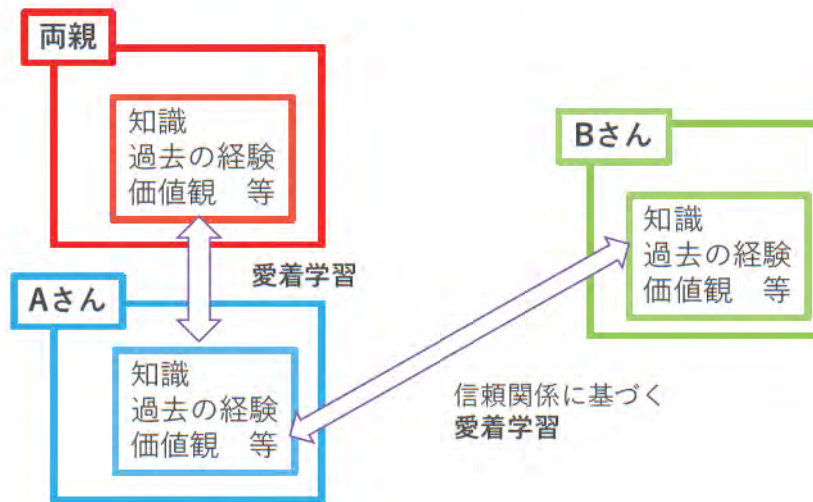 両親
知識
過去の経験
価値観　等
愛着学習
Aさん
知識
過去の経験
価値観　等
Bさん
知識
過去の経験
価値観　等
信頼関係に基づく
愛着学習